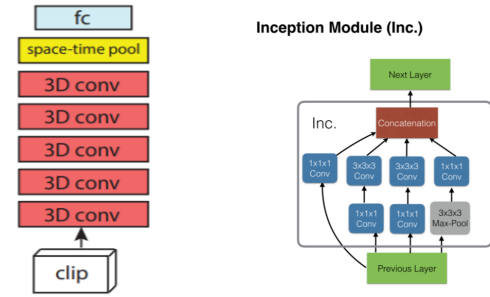 fc
space-time pool
3D conv
3D conv
3D conv
3D conv
3D conv
clip
Inception Module (Inc.)
Next Layer
Inc.
Concatenation
1x1x1
Conv
3x3x3
Conv
3x3x3
Conv
1x1x1
Conv
1x1x1
Conv
1x1x1
Conv
3x3x3
Max-Pool
Previous Layer